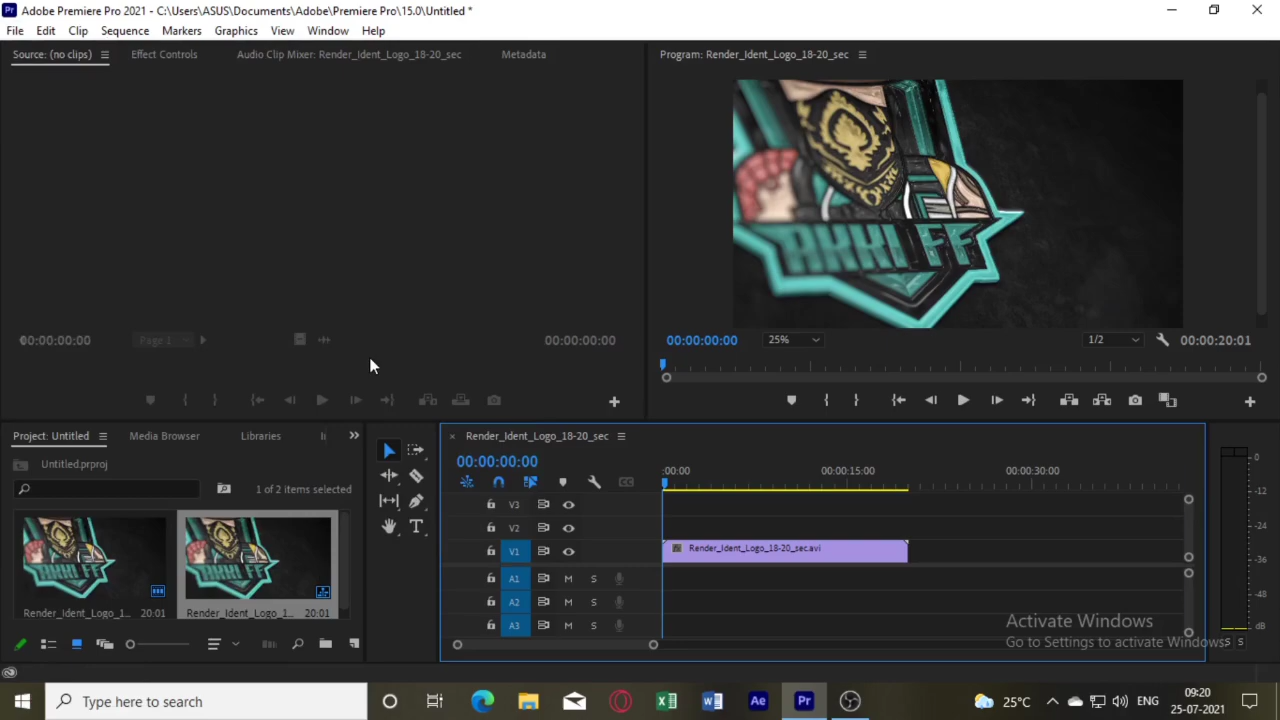 Adobe Premiere Pro 2021 - C:\Users\ASUS\Documents\Adobe\Premiere Pro\15.0\Untitled *
File Edit Clip Sequence Markers Graphics View Window Help
Source: (no clips) Effect Controls Audio Clip Mixer: Render_Ident_Logo_18-20_sec Metadata
Program: Render_Ident_Logo_18-20_sec
00:00:00:00 Page 1 00:00:00:00
00:00:00:00 25% 1/2 00:00:20:01
Project: Untitled Media Browser Libraries
Untitled.prproj
1 of 2 items selected
Render_Ident_Logo_1... 20:01
Render_Ident_Logo_1... 20:01
Render_Ident_Logo_18-20_sec
00:00:00:00
:00:00 00:00:15:00 00:00:30:00
V3
V2
V1 Render_Ident_Logo_18-20_sec.avi
A1 M S
A2 M S
A3 M S
0
-12
-24
-36
-48
dB
S S
Activate Windows
Go to Settings to activate Windows.
Type here to search
25°C ENG 09:20
25-07-2021